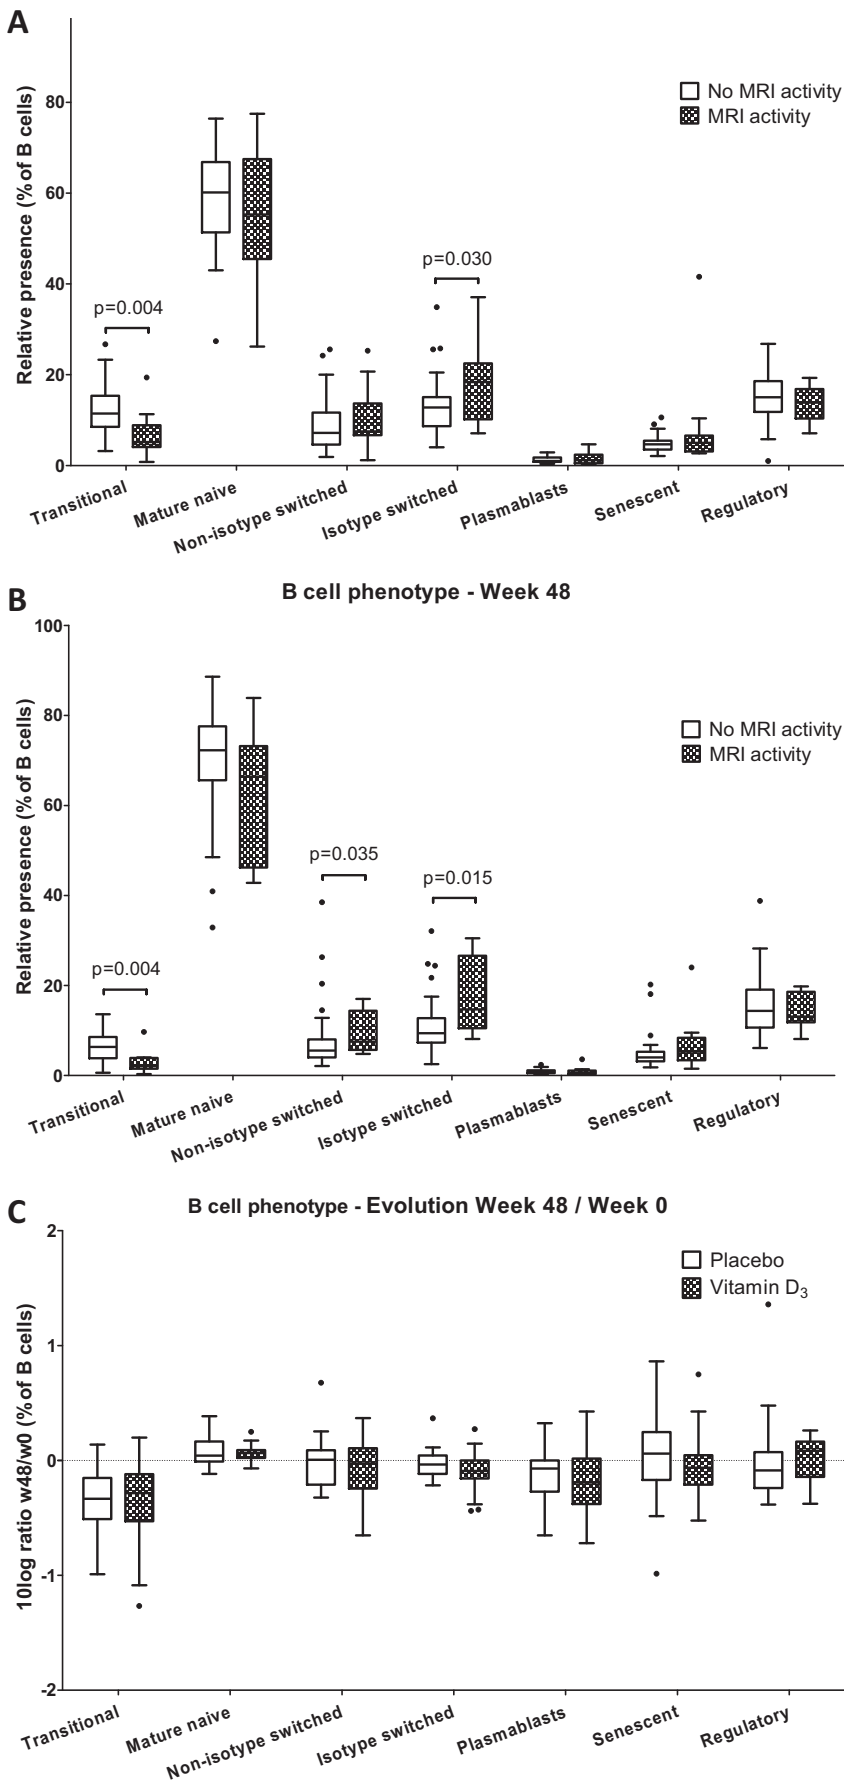 A
Relative presence (% of B cells)
80
60
40
20
0
No MRI activity
MRI activity
p=0.004
p=0.030
Transitional
Mature naive
Non-isotype switched
Isotype switched
Plasmablasts
Senescent
Regulatory
B
B cell phenotype - Week 48
Relative presence (% of B cells)
100
80
60
40
20
0
No MRI activity
MRI activity
p=0.004
p=0.035
p=0.015
Transitional
Mature naive
Non-isotype switched
Isotype switched
Plasmablasts
Senescent
Regulatory
C
B cell phenotype - Evolution Week 48 / Week 0
10log ratio w48/w0 (% of B cells)
2
1
0
-1
-2
Placebo
Vitamin D₃
Transitional
Mature naive
Non-isotype switched
Isotype switched
Plasmablasts
Senescent
Regulatory